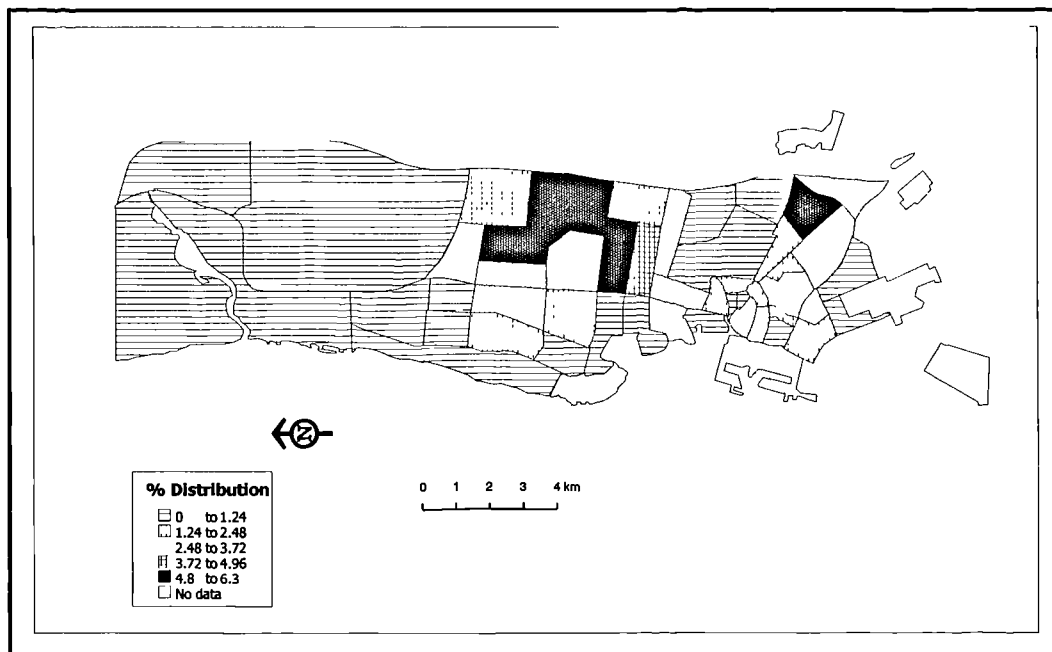 N
% Distribution
0 to 1.24
1.24 to 2.48
2.48 to 3.72
3.72 to 4.96
4.8 to 6.3
No data
0 1 2 3 4 km